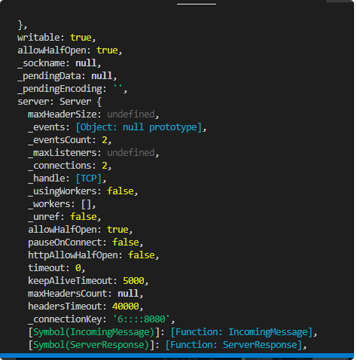 },
writable: true,
allowHalfOpen: true,
_sockname: null,
_pendingData: null,
_pendingEncoding: '',
server: Server {
maxHeaderSize: undefined,
_events: [Object: null prototype],
_eventsCount: 2,
_maxListeners: undefined,
_connections: 2,
_handle: [TCP],
_usingWorkers: false,
_workers: [],
_unref: false,
allowHalfOpen: true,
pauseOnConnect: false,
httpAllowHalfOpen: false,
timeout: 0,
keepAliveTimeout: 5000,
maxHeadersCount: null,
headersTimeout: 40000,
_connectionKey: '6::::8080',
[Symbol(IncomingMessage)]: [Function: IncomingMessage],
[Symbol(ServerResponse)]: [Function: ServerResponse],